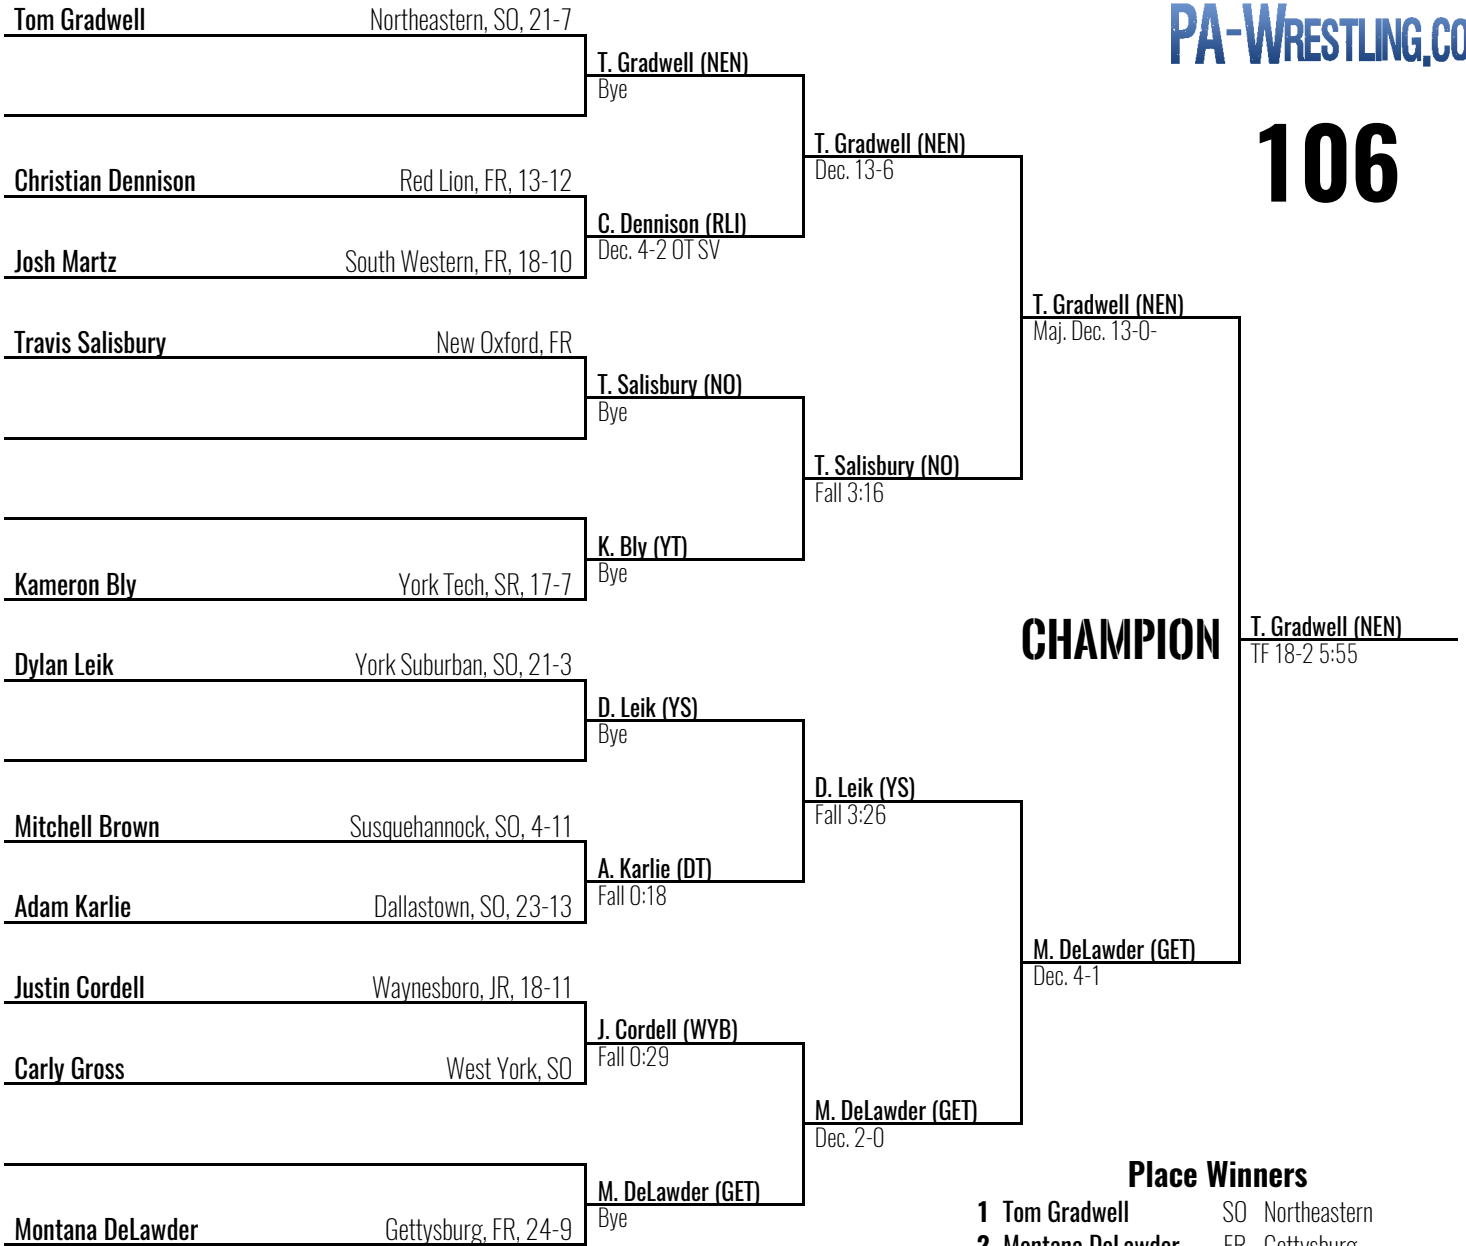 Tom Gradwell Northeastern, SO, 21-7
PA-WRESTLING.CO
T. Gradwell (NEN)
Bye
106
T. Gradwell (NEN)
Dec. 13-6
Christian Dennison Red Lion, FR, 13-12
C. Dennison (RLI)
Dec. 4-2 OT SV
Josh Martz South Western, FR, 18-10
T. Gradwell (NEN)
Maj. Dec. 13-0-
Travis Salisbury New Oxford, FR
T. Salisbury (NO)
Bye
T. Salisbury (NO)
Fall 3:16
K. Bly (YT)
Bye
Kameron Bly York Tech, SR, 17-7
CHAMPION
T. Gradwell (NEN)
TF 18-2 5:55
Dylan Leik York Suburban, SO, 21-3
D. Leik (YS)
Bye
D. Leik (YS)
Fall 3:26
Mitchell Brown Susquehannock, SO, 4-11
A. Karlie (DT)
Fall 0:18
Adam Karlie Dallastown, SO, 23-13
M. DeLawder (GET)
Dec. 4-1
Justin Cordell Waynesboro, JR, 18-11
J. Cordell (WYB)
Fall 0:29
Carly Gross West York, SO
M. DeLawder (GET)
Dec. 2-0
Place Winners
M. DeLawder (GET)
Bye
1 Tom Gradwell SO Northeastern
Montana DeLawder Gettysburg, FR, 24-9
2 Montana DeLawder FR Gettysburg